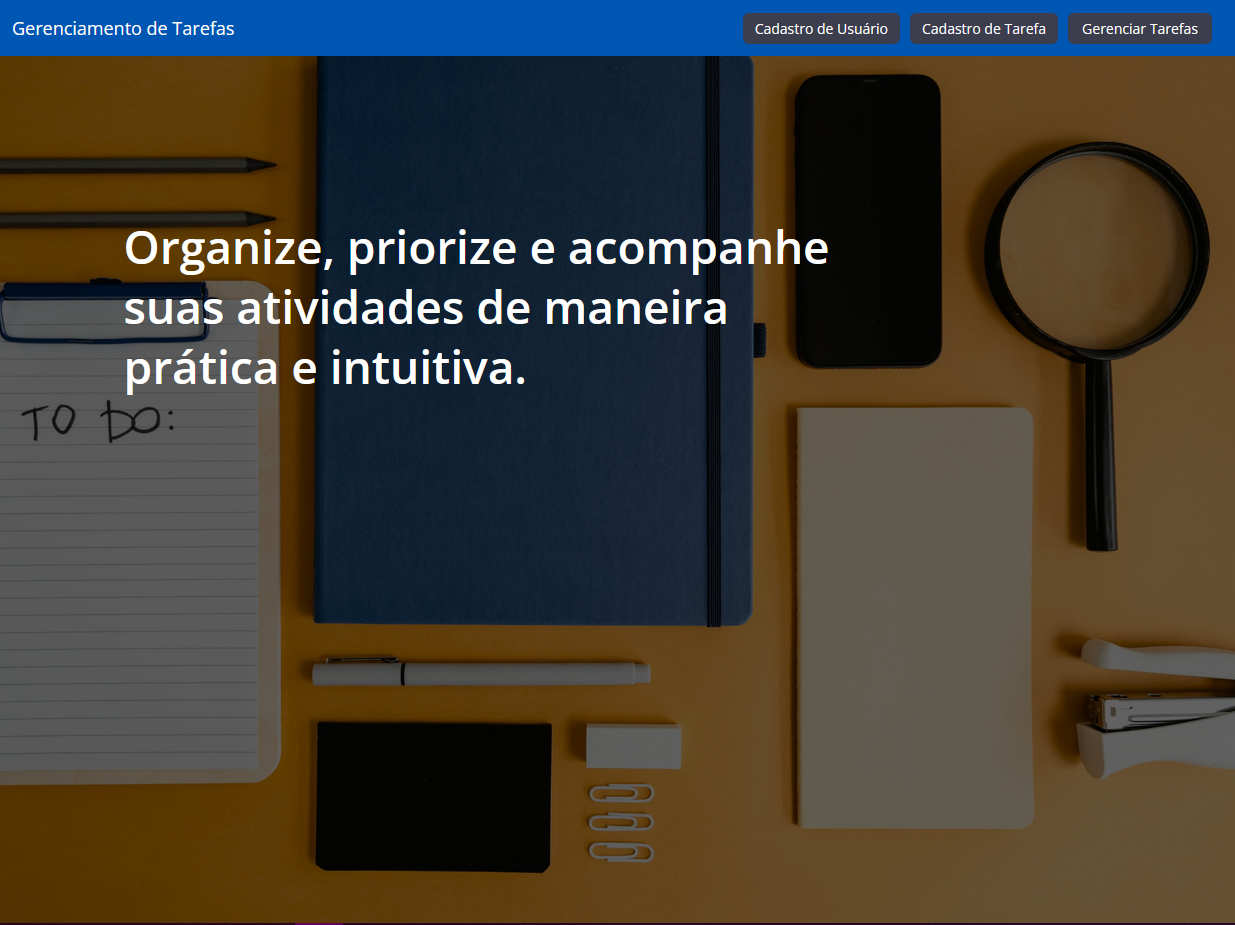 Gerenciamento de Tarefas
Cadastro de Usuário
Cadastro de Tarefa
Gerenciar Tarefas
Organize, priorize e acompanhe
suas atividades de maneira
prática e intuitiva.
TO DO: